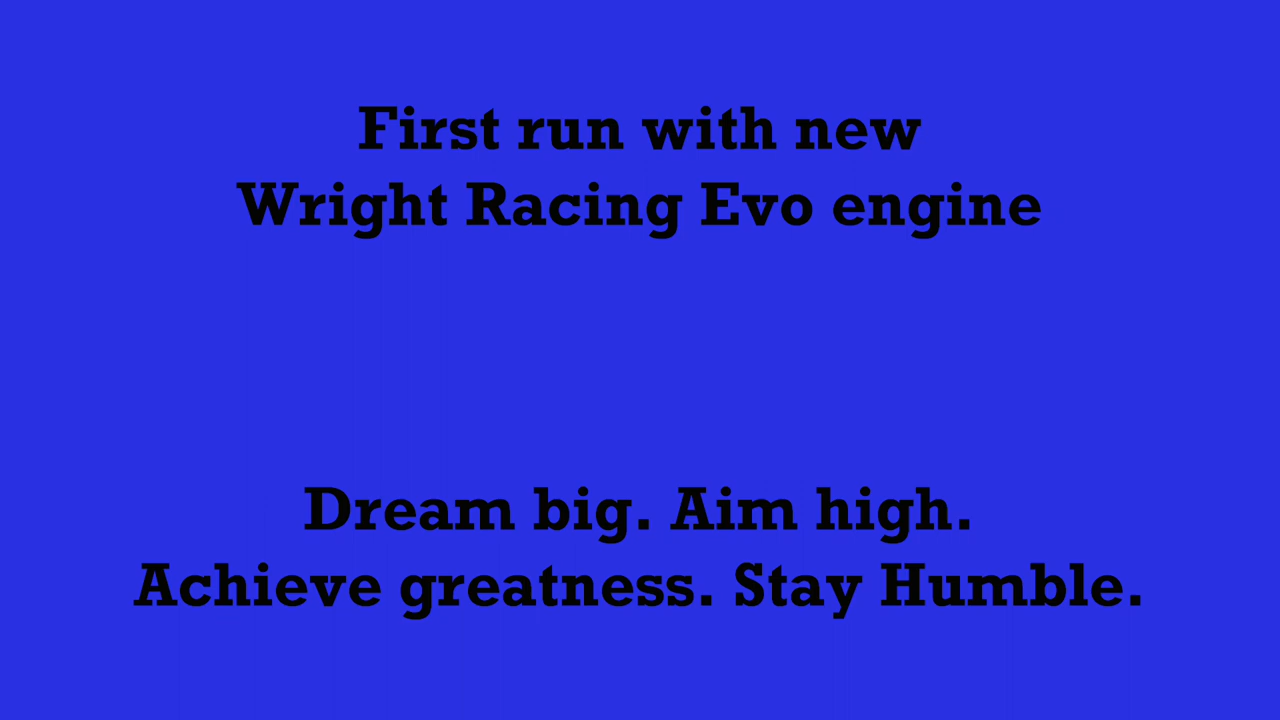 First run with new
Wright Racing Evo engine
Dream big. Aim high.
Achieve greatness. Stay Humble.